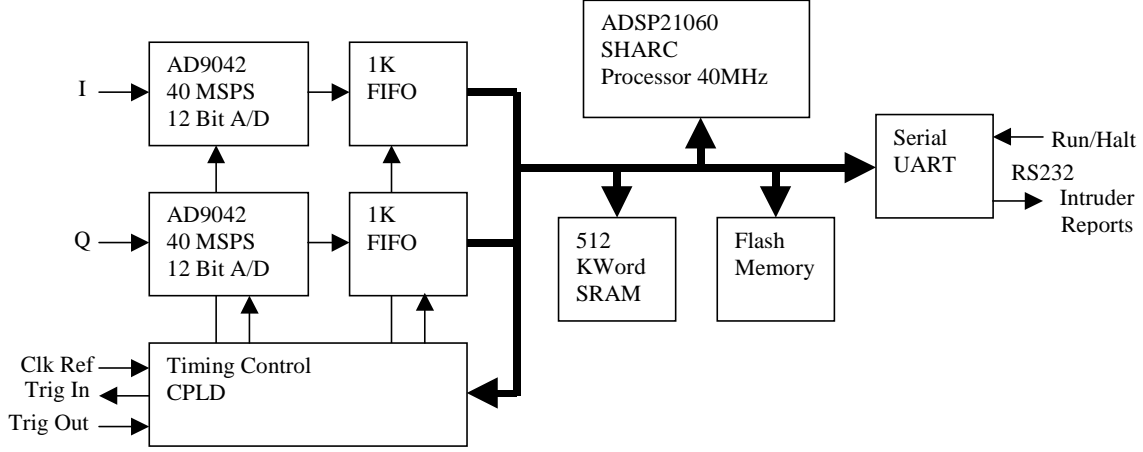 I
AD9042
40 MSPS
12 Bit A/D
1K
FIFO
ADSP21060
SHARC
Processor 40MHz
Serial
UART
Run/Halt
RS232
Intruder
Reports
Q
AD9042
40 MSPS
12 Bit A/D
1K
FIFO
512
KWord
SRAM
Flash
Memory
Clk Ref
Trig In
Trig Out
Timing Control
CPLD